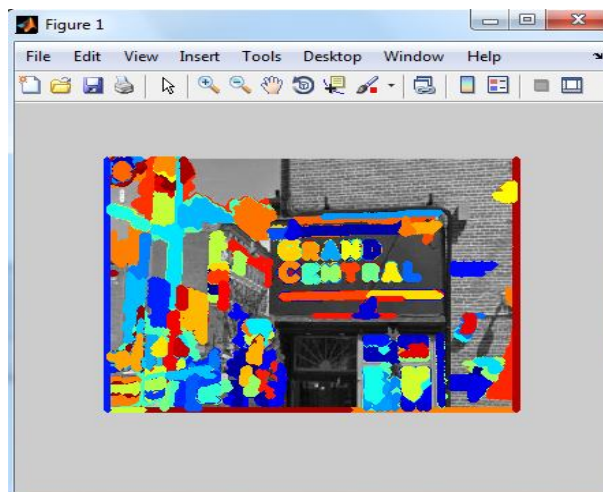 Figure 1
File Edit View Insert Tools Desktop Window Help
GRAND
CENTRAL